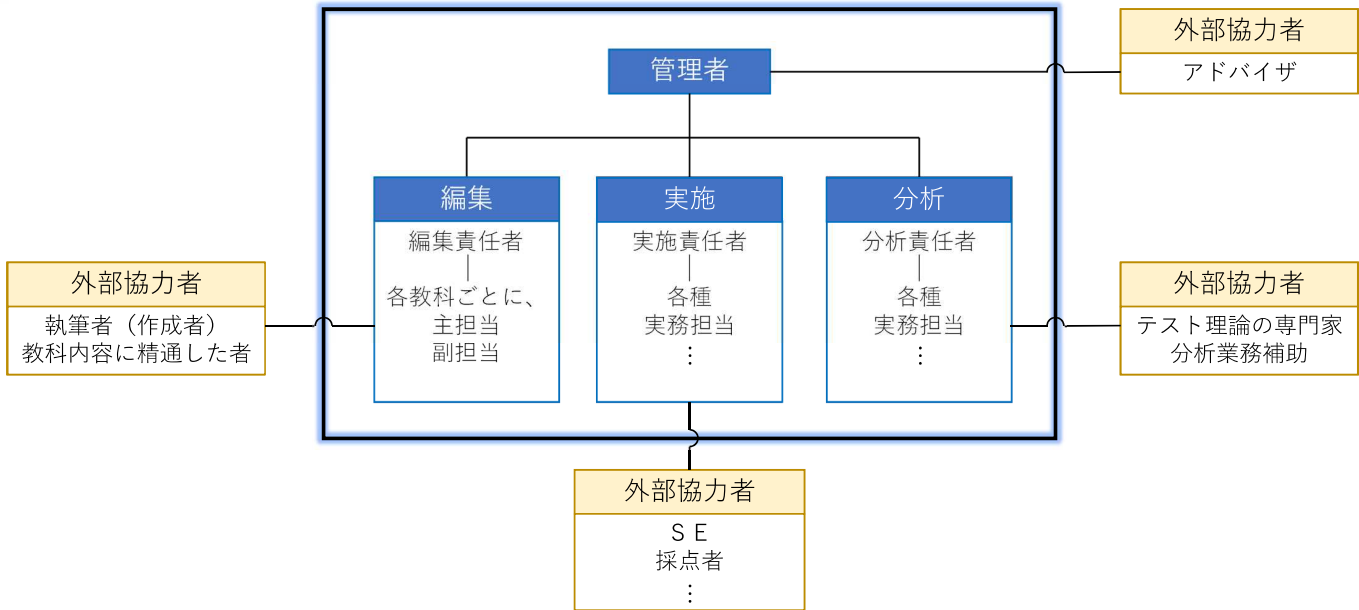 管理者
外部協力者
アドバイザ
編集
編集責任者
各教科ごとに、
主担当
副担当
実施
実施責任者
各種
実務担当
…
分析
分析責任者
各種
実務担当
…
外部協力者
執筆者（作成者）
教科内容に精通した者
外部協力者
テスト理論の専門家
分析業務補助
外部協力者
ＳＥ
採点者
…